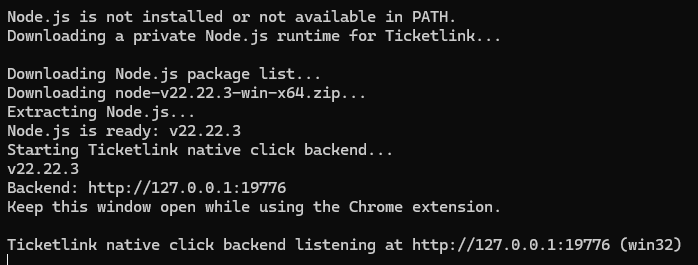 Node.js is not installed or not available in PATH.
Downloading a private Node.js runtime for Ticketlink...
Downloading Node.js package list...
Downloading node-v22.22.3-win-x64.zip...
Extracting Node.js...
Node.js is ready: v22.22.3
Starting Ticketlink native click backend...
v22.22.3
Backend: http://127.0.0.1:19776
Keep this window open while using the Chrome extension.
Ticketlink native click backend listening at http://127.0.0.1:19776 (win32)